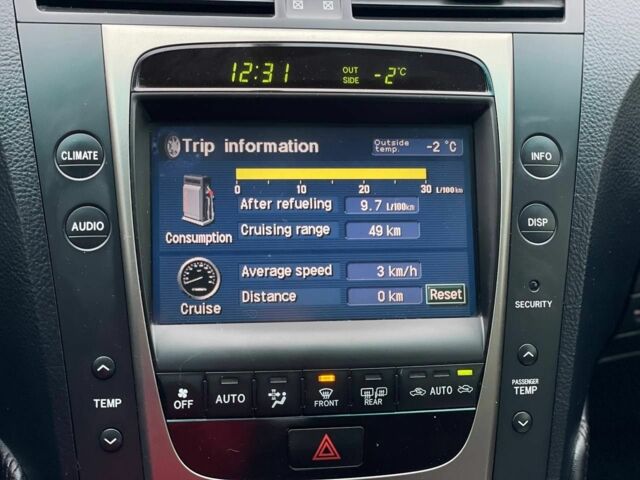 12:31 OUT SIDE -2°C
Trip information Outside temp. -2 °C
0 10 20 30 L/100km
After refueling 9.7 L/100km
Consumption Cruising range 49 km
Average speed 3 km/h
Cruise Distance 0 km Reset
CLIMATE
AUDIO
TEMP
INFO
DISP
SECURITY
PASSENGER TEMP
OFF AUTO FRONT REAR AUTO